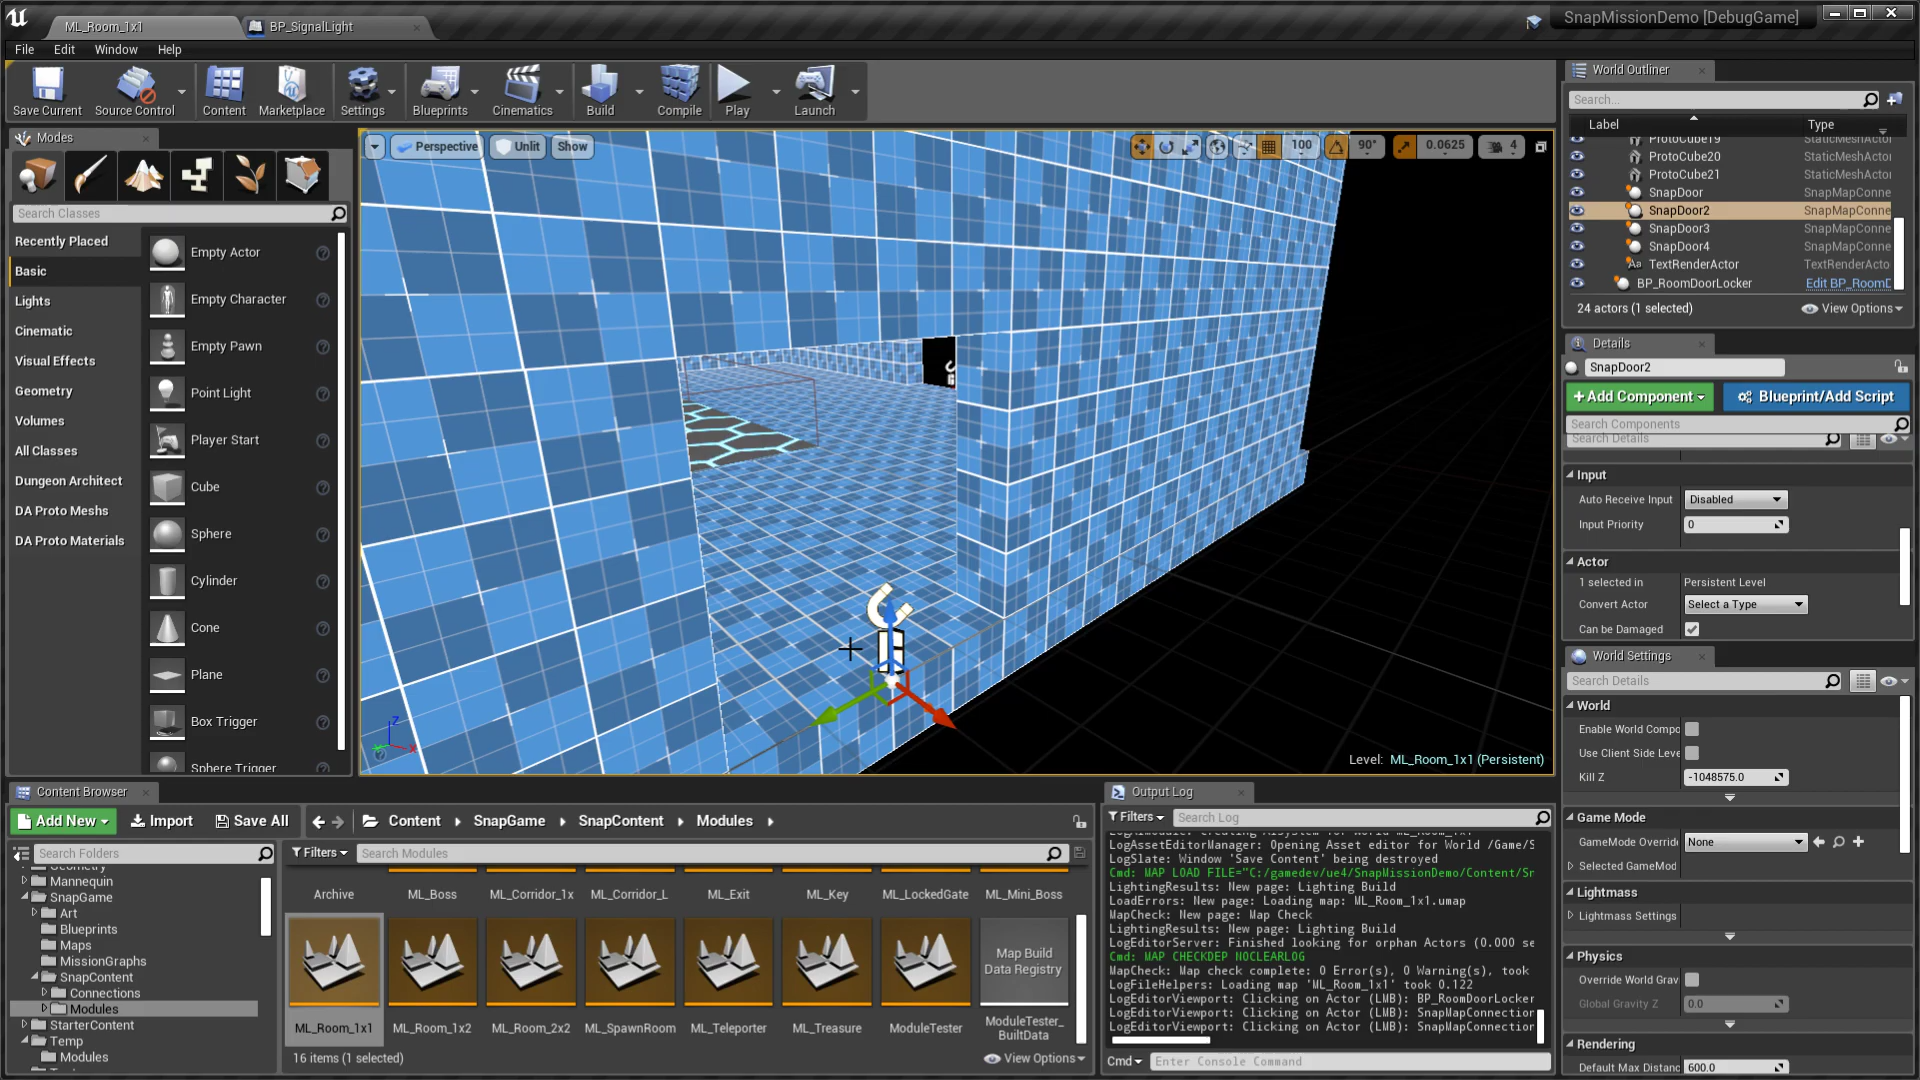 ML_Room_1x1
BP_SignalLight
SnapMissionDemo [DebugGame]
File Edit Window Help
Save Current
Source Control
Content
Marketplace
Settings
Blueprints
Cinematics
Build
Compile
Play
Launch
Modes
Search Classes
Recently Placed
Basic
Lights
Cinematic
Visual Effects
Geometry
Volumes
All Classes
Dungeon Architect
DA Proto Meshs
DA Proto Materials
Empty Actor
Empty Character
Empty Pawn
Point Light
Player Start
Cube
Sphere
Cylinder
Cone
Plane
Box Trigger
Sphere Trigger
Perspective
Unlit
Show
100
90°
0.0625
4
Z
X
Level: ML_Room_1x1 (Persistent)
World Outliner
Search...
Label Type
ProtoCube19 StaticMeshActo
ProtoCube20 StaticMeshActo
ProtoCube21 StaticMeshActo
SnapDoor SnapMapConne
SnapDoor2 SnapMapConne
SnapDoor3 SnapMapConne
SnapDoor4 SnapMapConne
TextRenderActor TextRenderActo
BP_RoomDoorLocker Edit BP_RoomD
24 actors (1 selected)
View Options
Details
SnapDoor2
+Add Component
Blueprint/Add Script
Search Components
Search Details
Input
Auto Receive Input Disabled
Input Priority 0
Actor
1 selected in Persistent Level
Convert Actor Select a Type
Can be Damaged
World Settings
Search Details
World
Enable World Compo
Use Client Side Leve
Kill Z -1048575.0
Game Mode
GameMode Override None
Selected GameMod
Lightmass
Lightmass Settings
Physics
Override World Grav
Global Gravity Z 0.0
Rendering
Default Max Distanc 600.0
Content Browser
Add New
Import
Save All
Content
SnapGame
SnapContent
Modules
Search Folders
Geometry
Mannequin
SnapGame
Art
Blueprints
Maps
MissionGraphs
SnapContent
Connections
Modules
StarterContent
Temp
Modules
Filters
Search Modules
Archive
ML_Boss
ML_Corridor_1x
ML_Corridor_L
ML_Exit
ML_Key
ML_LockedGate
ML_Mini_Boss
Map Build
Data Registry
ML_Room_1x1
ML_Room_1x2
ML_Room_2x2
ML_SpawnRoom
ML_Teleporter
ML_Treasure
ModuleTester
ModuleTester_
BuiltData
16 items (1 selected)
View Options
Output Log
Filters
Search Log
LogAssetEditorManager: Opening Asset editor for World /Game/S
LogSlate: Window 'Save Content' being destroyed
Cmd: MAP LOAD FILE="C:/gamedev/ue4/SnapMissionDemo/Content/Sn
LightingResults: New page: Lighting Build
LoadErrors: New page: Loading map: ML_Room_1x1.umap
MapCheck: New page: Map Check
LightingResults: New page: Lighting Build
LogEditorServer: Finished looking for orphan Actors (0.000 se
Cmd: MAP CHECKDEP NOCLEARLOG
MapCheck: Map check complete: 0 Error(s), 0 Warning(s), took
LogFileHelpers: Loading map 'ML_Room_1x1' took 0.122
LogEditorViewport: Clicking on Actor (LMB): BP_RoomDoorLocker
LogEditorViewport: Clicking on Actor (LMB): SnapMapConnection
LogEditorViewport: Clicking on Actor (LMB): SnapMapConnection
Cmd
Enter Console Command